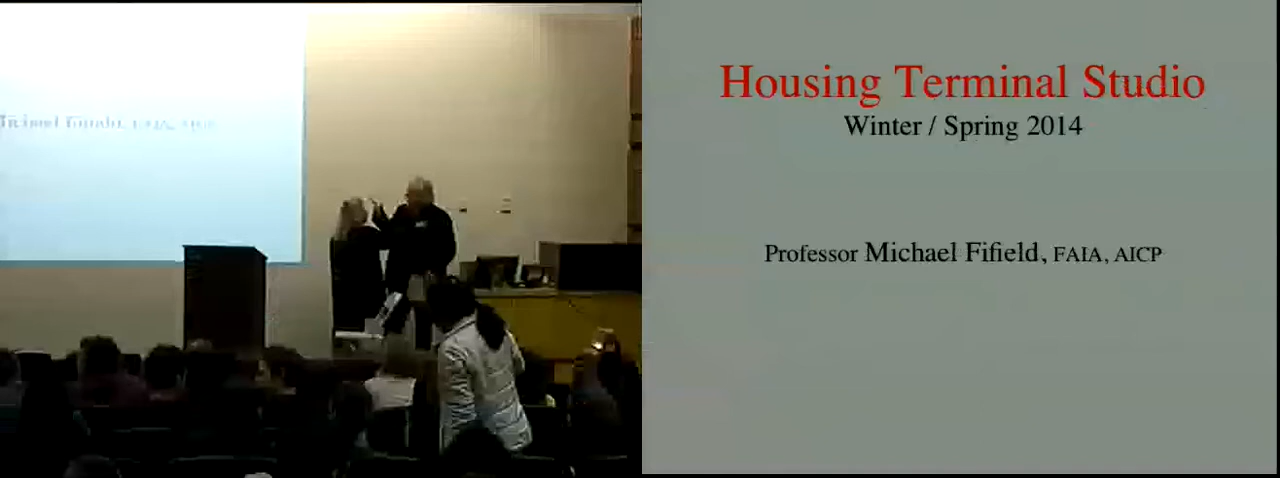 Housing Terminal Studio
Winter / Spring 2014
Professor Michael Fifield, FAIA, AICP